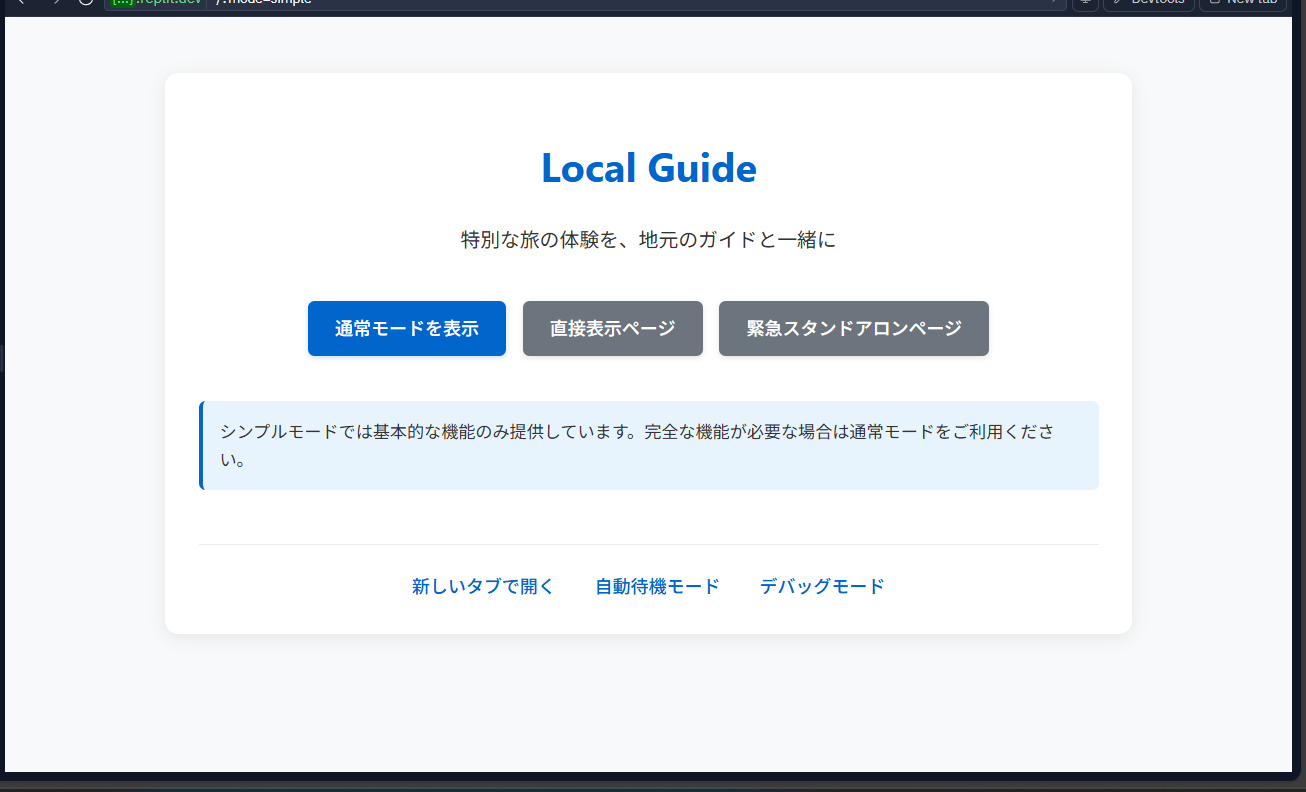 {...}.replit.dev /?mode=simple Devtools New tab
Local Guide
特別な旅の体験を、地元のガイドと一緒に
通常モードを表示 直接表示ページ 緊急スタンドアロンページ
シンプルモードでは基本的な機能のみ提供しています。完全な機能が必要な場合は通常モードをご利用くださ
い。
新しいタブで開く 自動待機モード デバッグモード